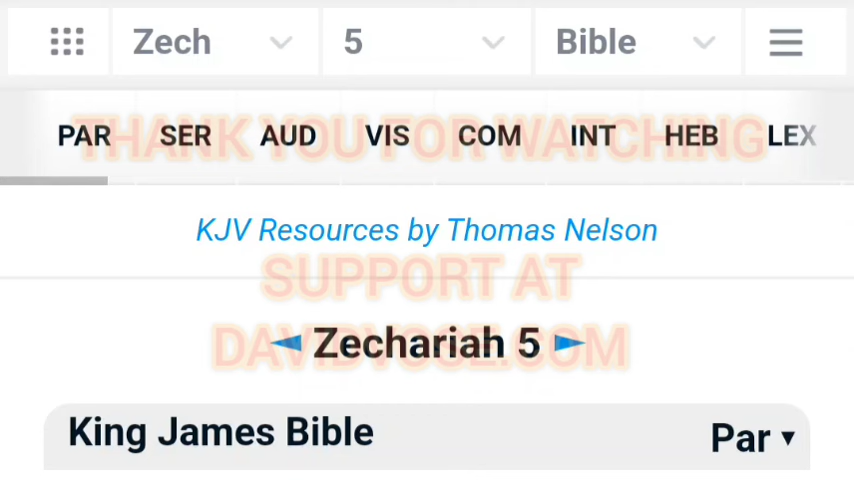 Zech 5 Bible
PAR SER AUD VIS COM INT HEB LEX
THANK YOU FOR WATCHING
KJV Resources by Thomas Nelson
SUPPORT AT
Zechariah 5
King James Bible Par